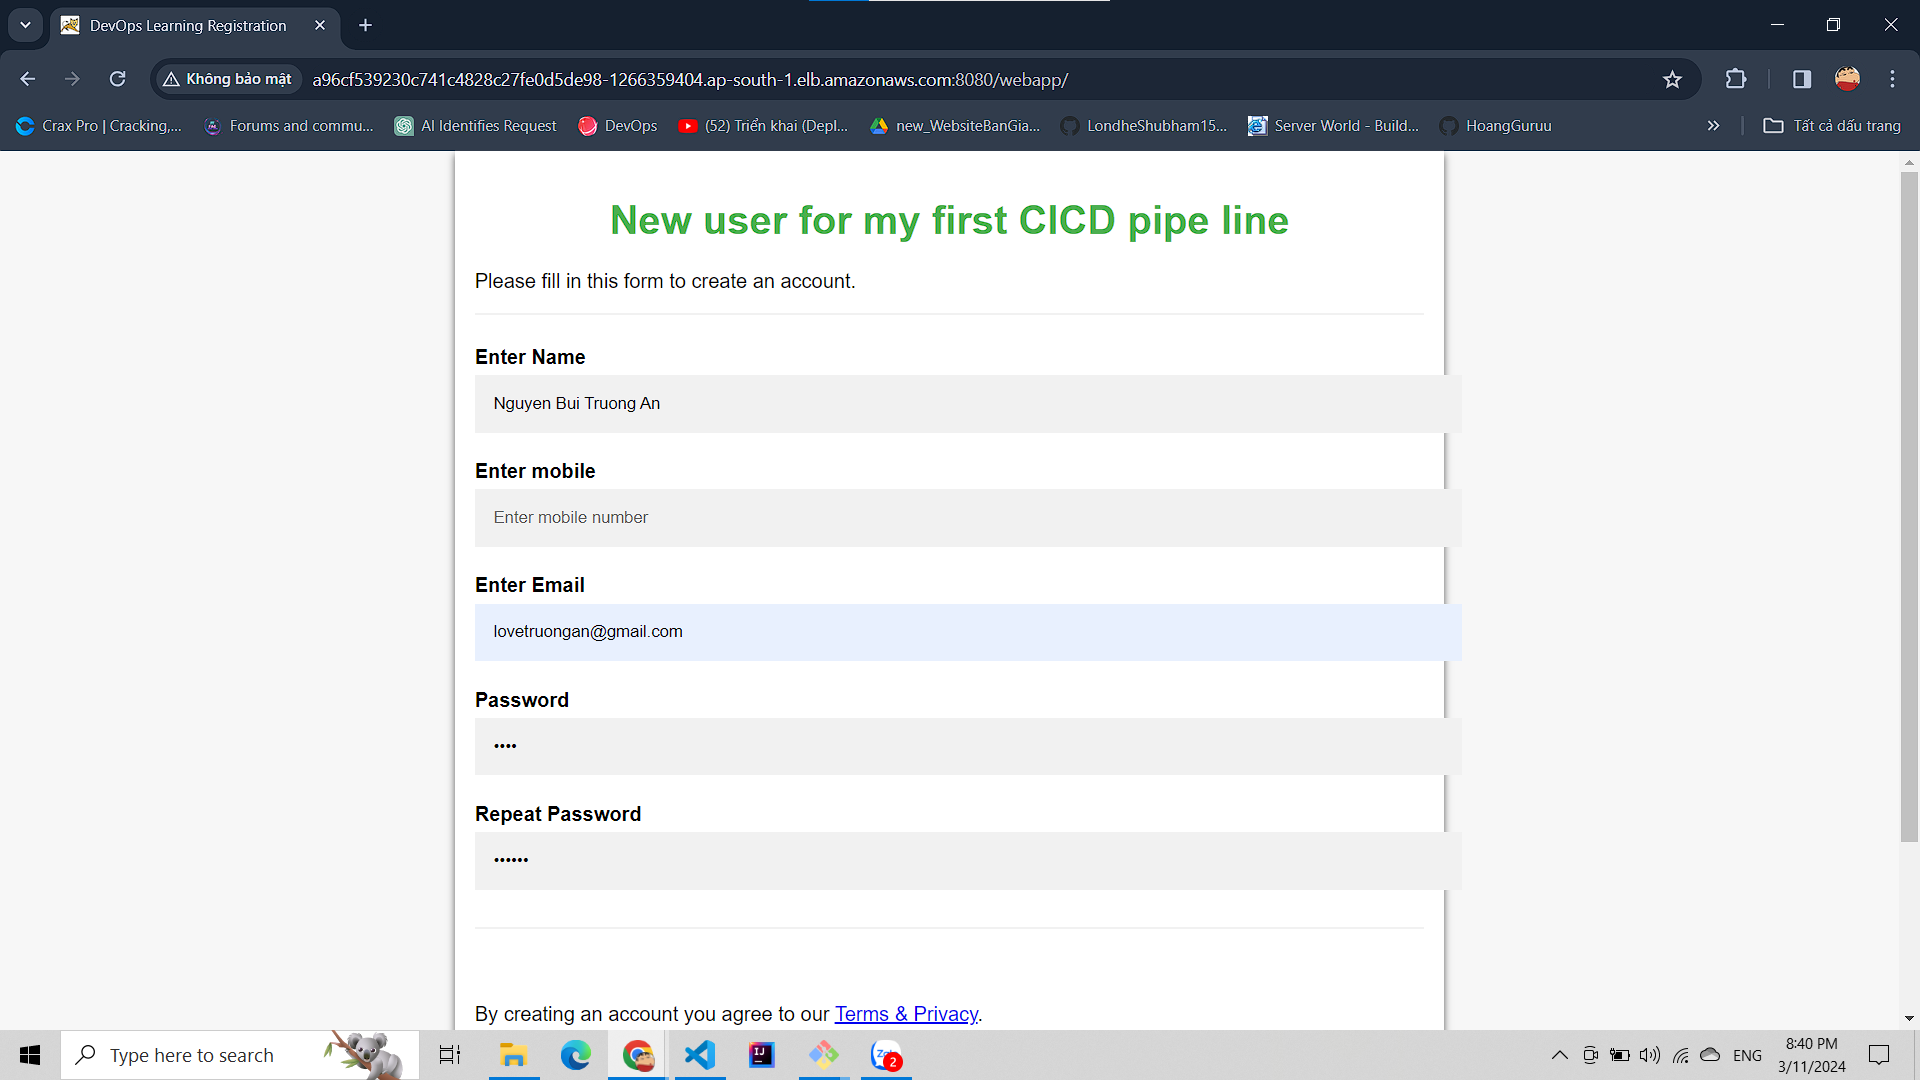 DevOps Learning Registration
Không bảo mật
a96cf539230c741c4828c27fe0d5de98-1266359404.ap-south-1.elb.amazonaws.com:8080/webapp/
Crax Pro | Cracking,...
Forums and commu...
AI Identifies Request
DevOps
(52) Triển khai (Depl...
new_WebsiteBanGia...
LondheShubham15...
Server World - Build...
HoangGuruu
Tất cả dấu trang
New user for my first CICD pipe line
Please fill in this form to create an account.
Enter Name
Nguyen Bui Truong An
Enter mobile
Enter mobile number
Enter Email
lovetruongan@gmail.com
Password
••••
Repeat Password
••••••
By creating an account you agree to our Terms & Privacy.
Type here to search
2
ENG
8:40 PM
3/11/2024